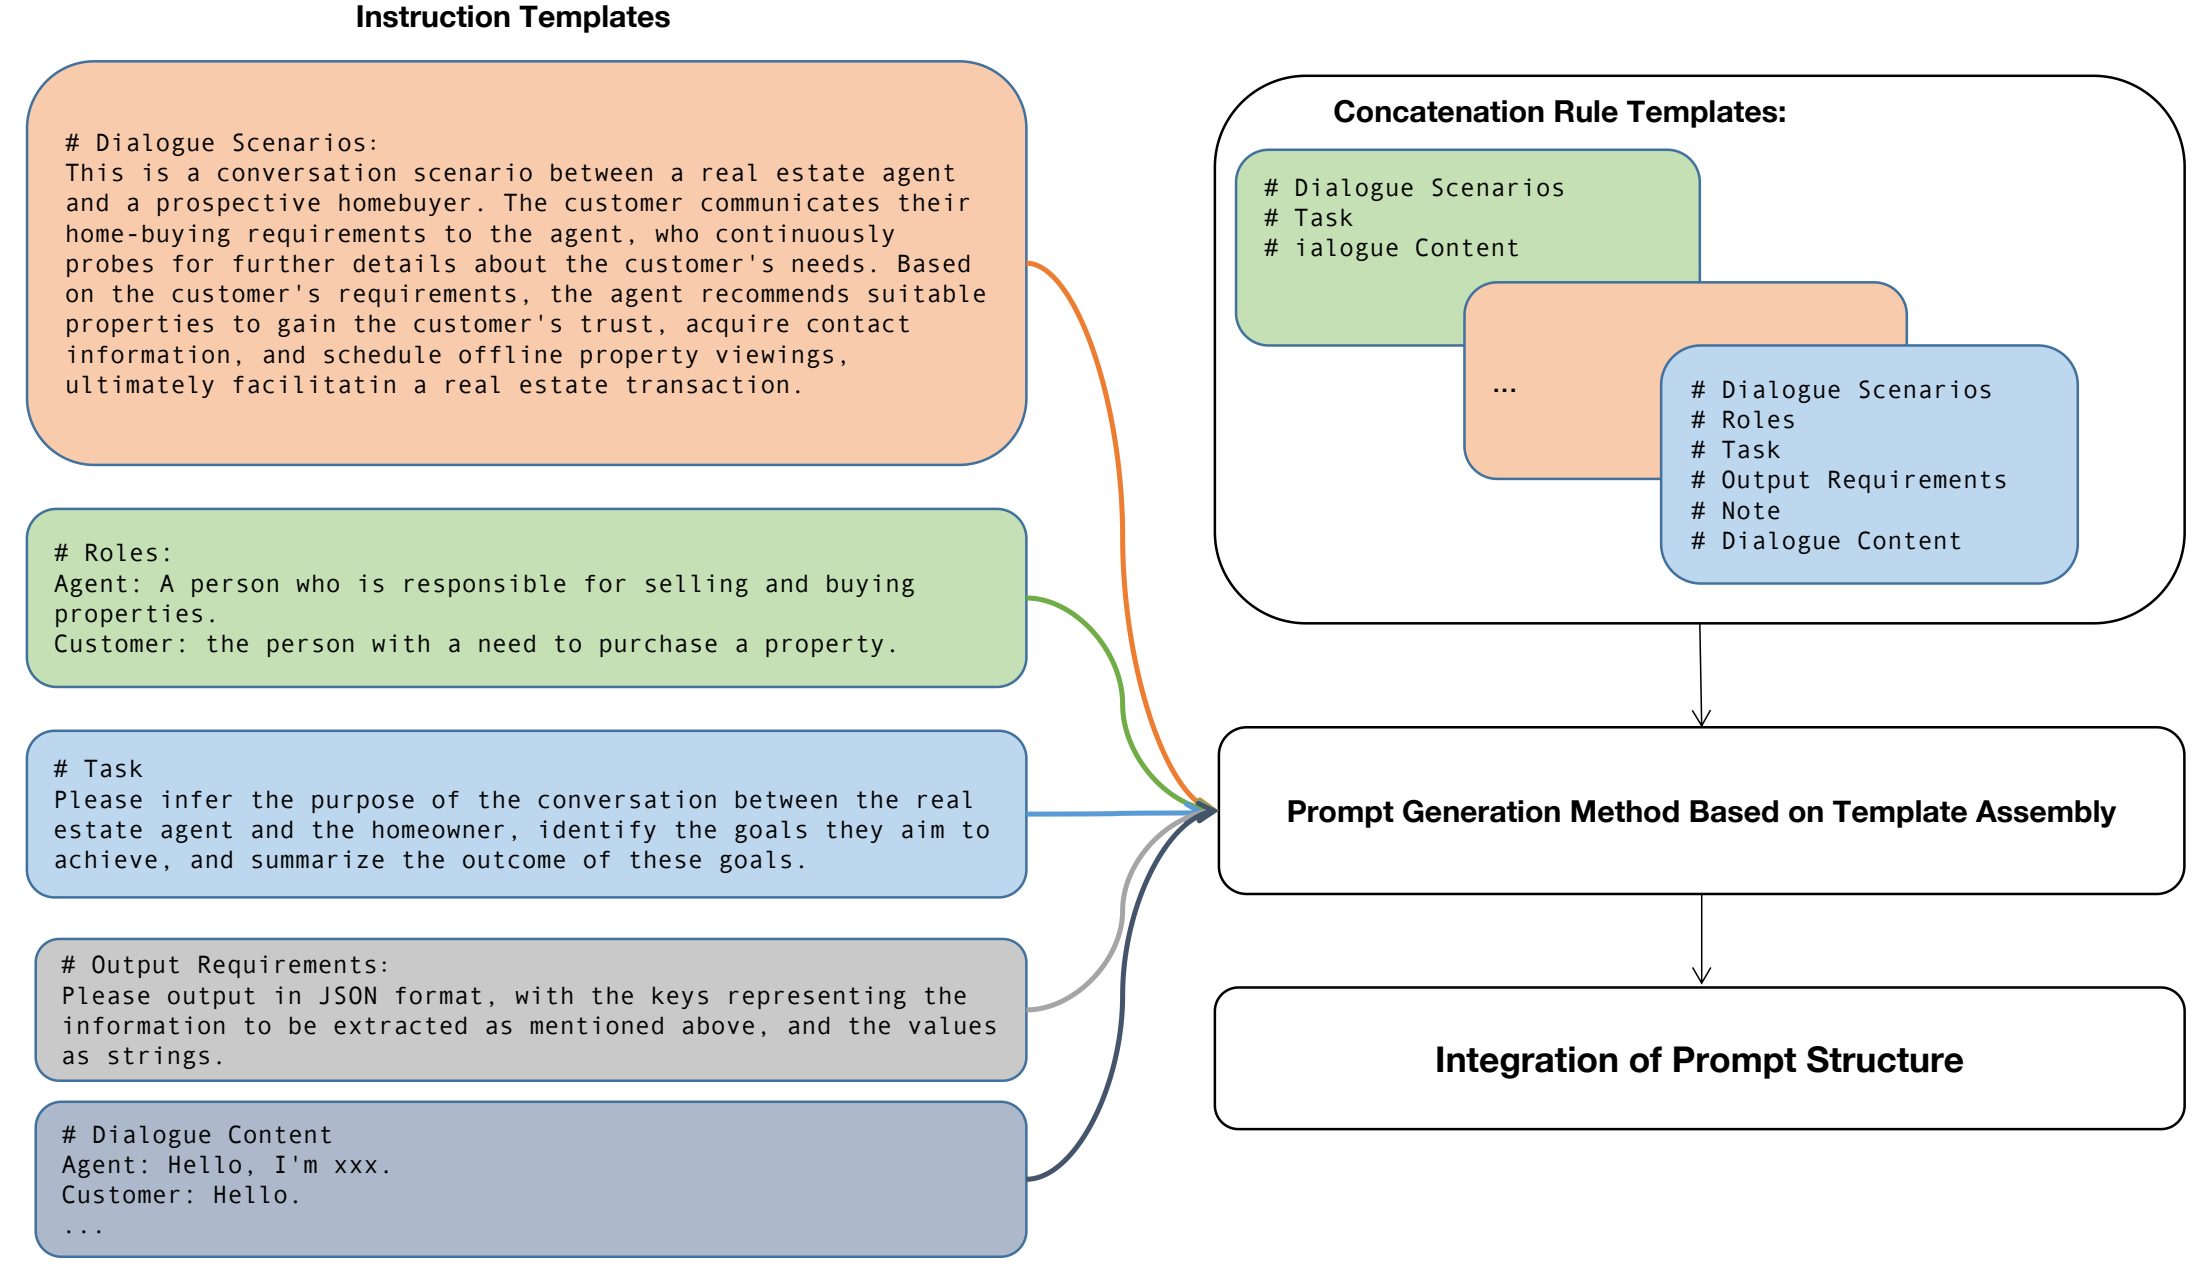 Instruction Templates
# Dialogue Scenarios:
This is a conversation scenario between a real estate agent
and a prospective homebuyer. The customer communicates their
home-buying requirements to the agent, who continuously
probes for further details about the customer's needs. Based
on the customer's requirements, the agent recommends suitable
properties to gain the customer's trust, acquire contact
information, and schedule offline property viewings,
ultimately facilitatin a real estate transaction.
# Roles:
Agent: A person who is responsible for selling and buying
properties.
Customer: the person with a need to purchase a property.
# Task
Please infer the purpose of the conversation between the real
estate agent and the homeowner, identify the goals they aim to
achieve, and summarize the outcome of these goals.
# Output Requirements:
Please output in JSON format, with the keys representing the
information to be extracted as mentioned above, and the values
as strings.
# Dialogue Content
Agent: Hello, I'm xxx.
Customer: Hello.
...
Concatenation Rule Templates:
# Dialogue Scenarios
# Task
# ialogue Content
...
# Dialogue Scenarios
# Roles
# Task
# Output Requirements
# Note
# Dialogue Content
Prompt Generation Method Based on Template Assembly
Integration of Prompt Structure